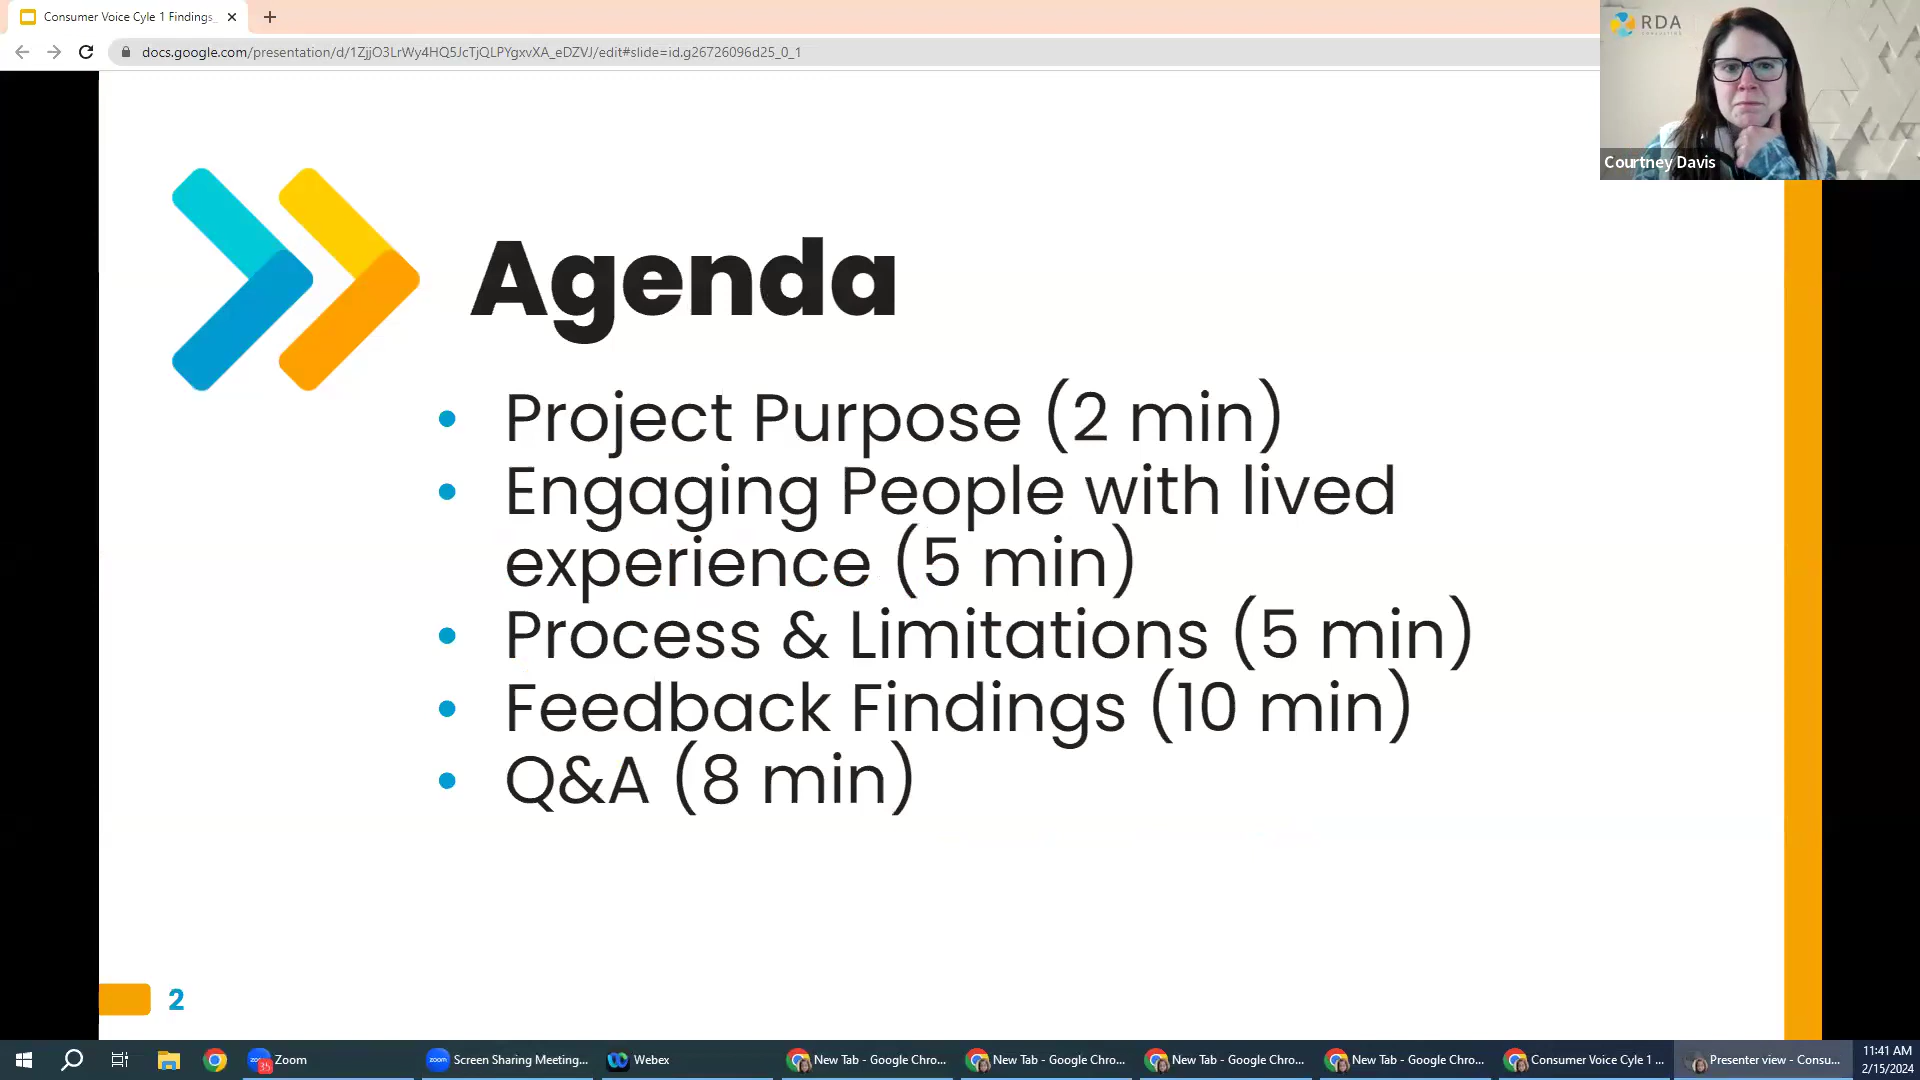 Consumer Voice Cyle 1 Findings_
docs.google.com/presentation/d/1ZjjO3LrWy4HQ5JcTjQLPYgxvXA_eDZVJ/edit#slide=id.g26726096d25_0_1
RDA
Courtney Davis
Agenda
• Project Purpose (2 min)
• Engaging People with lived
experience (5 min)
• Process & Limitations (5 min)
• Feedback Findings (10 min)
• Q&A (8 min)
2
35
Zoom
zoom
Screen Sharing Meeting...
Webex
New Tab - Google Chro...
New Tab - Google Chro...
New Tab - Google Chro...
New Tab - Google Chro...
Consumer Voice Cyle 1 ...
Presenter view - Consu...
11:41 AM
2/15/2024